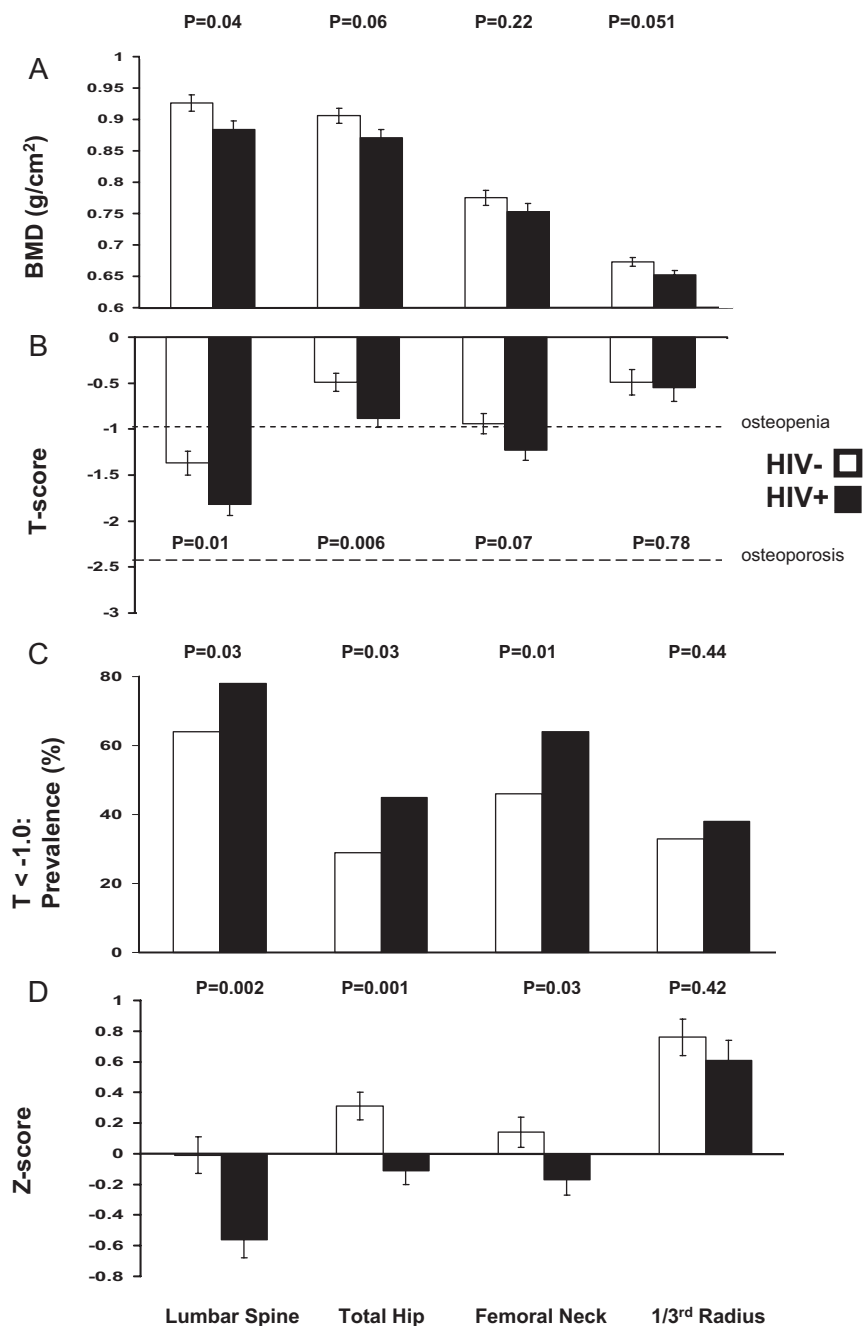 P=0.04 P=0.06 P=0.22 P=0.051
A
BMD (g/cm²)
1
0.95
0.9
0.85
0.8
0.75
0.7
0.65
0.6
B
T-score
0
-0.5
-1
-1.5
-2
-2.5
-3
osteopenia
HIV-
HIV+
P=0.01 P=0.006 P=0.07 P=0.78
osteoporosis
C
P=0.03 P=0.03 P=0.01 P=0.44
T < -1.0:
Prevalence (%)
80
60
40
20
0
D
P=0.002 P=0.001 P=0.03 P=0.42
Z-score
1
0.8
0.6
0.4
0.2
0
-0.2
-0.4
-0.6
-0.8
Lumbar Spine Total Hip Femoral Neck 1/3ʳᵈ Radius